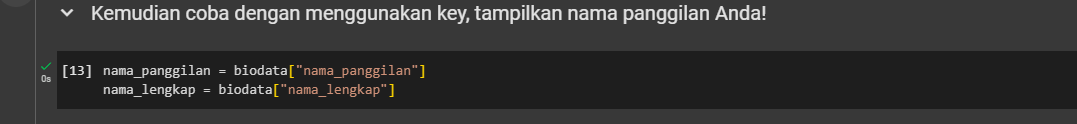 Kemudian coba dengan menggunakan key, tampilkan nama panggilan Anda!
[13] nama_panggilan = biodata["nama_panggilan"]
0s
nama_lengkap = biodata["nama_lengkap"]